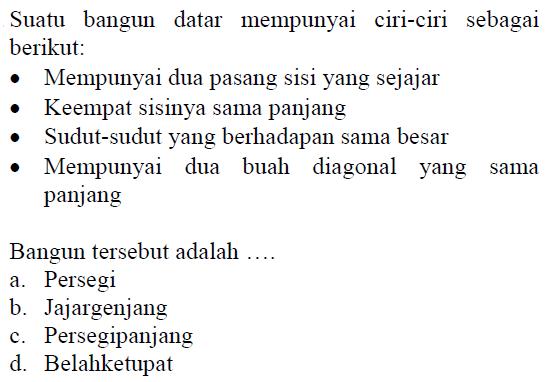 Suatu bangun datar mempunyai ciri-ciri sebagai
berikut:
• Mempunyai dua pasang sisi yang sejajar
• Keempat sisinya sama panjang
• Sudut-sudut yang berhadapan sama besar
• Mempunyai dua buah diagonal yang sama
panjang
Bangun tersebut adalah ….
a. Persegi
b. Jajargenjang
c. Persegipanjang
d. Belahketupat